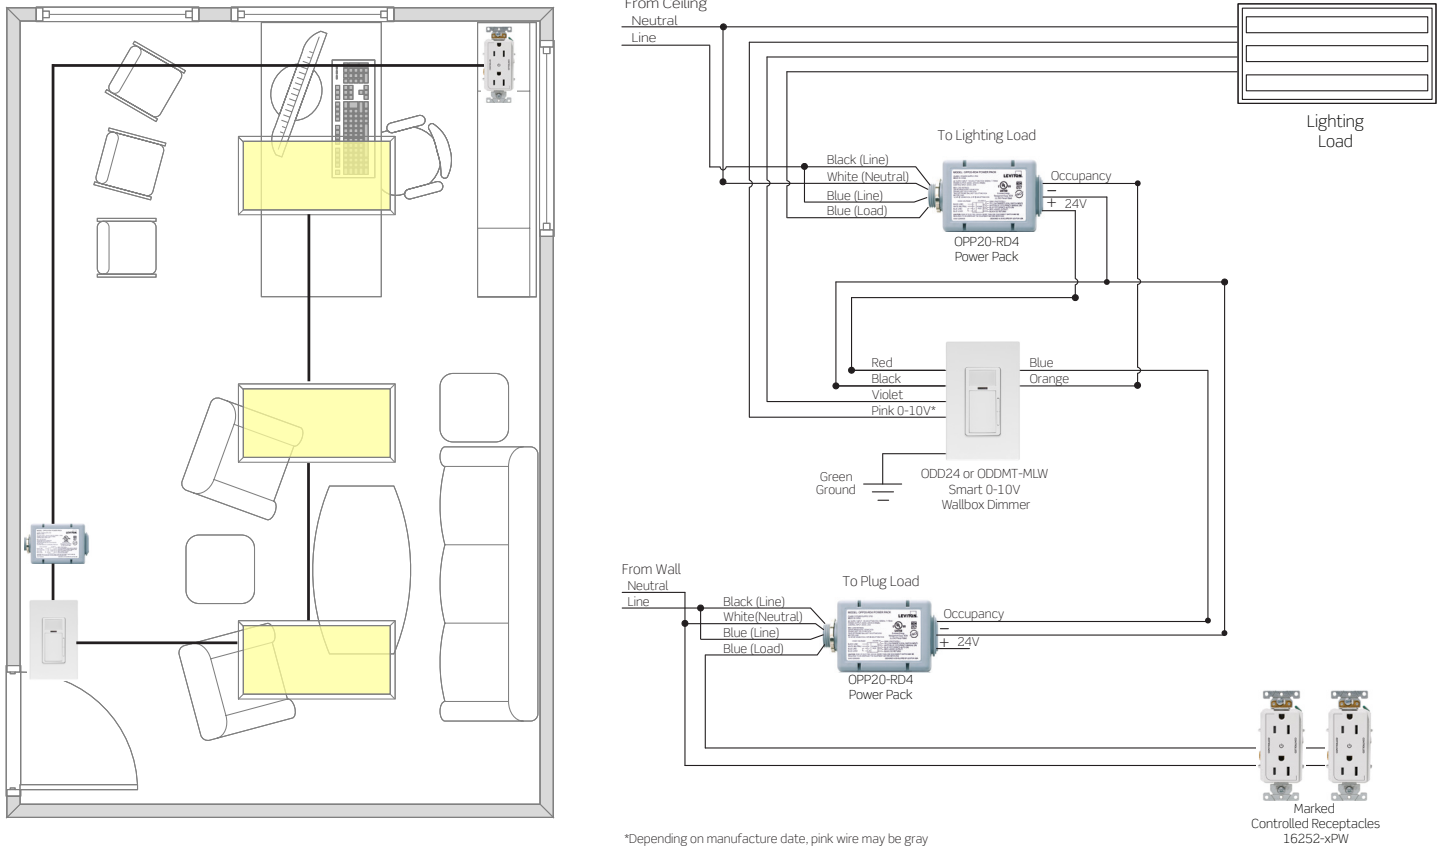 From Ceiling
Neutral
Line
Lighting
Load
To Lighting Load
Black (Line)
White (Neutral)
Blue (Line)
Blue (Load)
LEVITON
Occupancy
–
+ 24V
OPP20-RD4
Power Pack
Red
Black
Violet
Pink 0-10V*
Blue
Orange
Green
Ground
ODD24 or ODDMT-MLW
Smart 0-10V
Wallbox Dimmer
From Wall
Neutral
Line
To Plug Load
Black (Line)
White(Neutral)
Blue (Line)
Blue (Load)
LEVITON
Occupancy
–
+ 24V
OPP20-RD4
Power Pack
Marked
Controlled Receptacles
16252-xPW
*Depending on manufacture date, pink wire may be gray